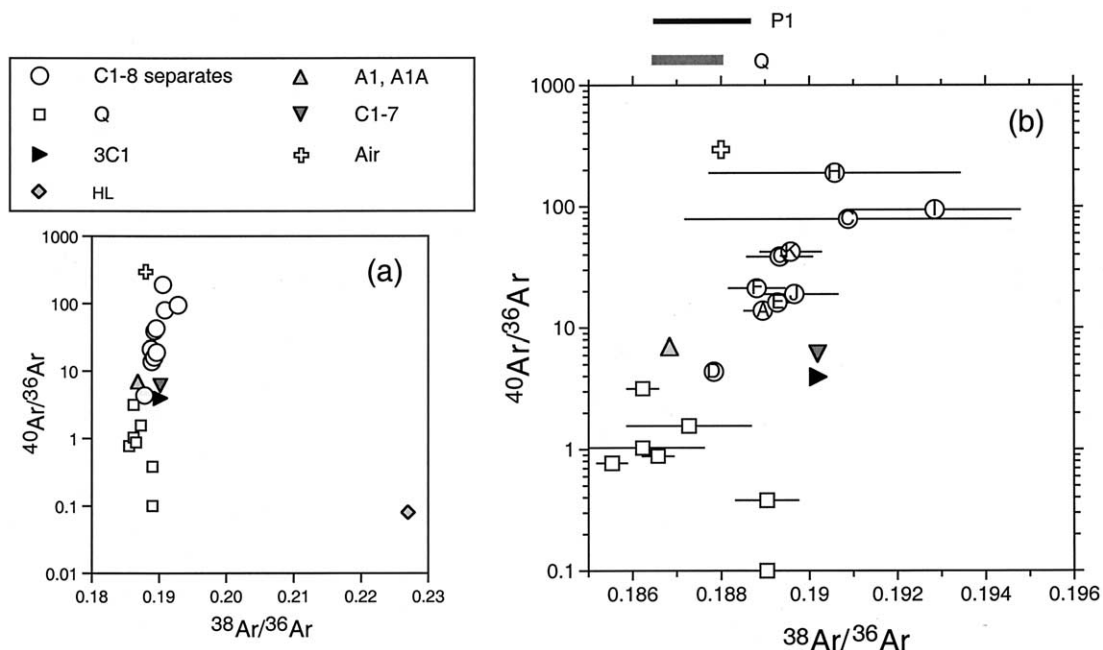 P1
Q
C1-8 separates
A1, A1A
Q
C1-7
3C1
Air
HL
(a)
1000
100
10
1
0.1
0.01
⁴⁰Ar/³⁶Ar
0.18
0.19
0.20
0.21
0.22
0.23
³⁸Ar/³⁶Ar
(b)
1000
100
10
1
0.1
⁴⁰Ar/³⁶Ar
H
I
C
K
G
F
J
E
A
D
0.186
0.188
0.19
0.192
0.194
0.196
³⁸Ar/³⁶Ar